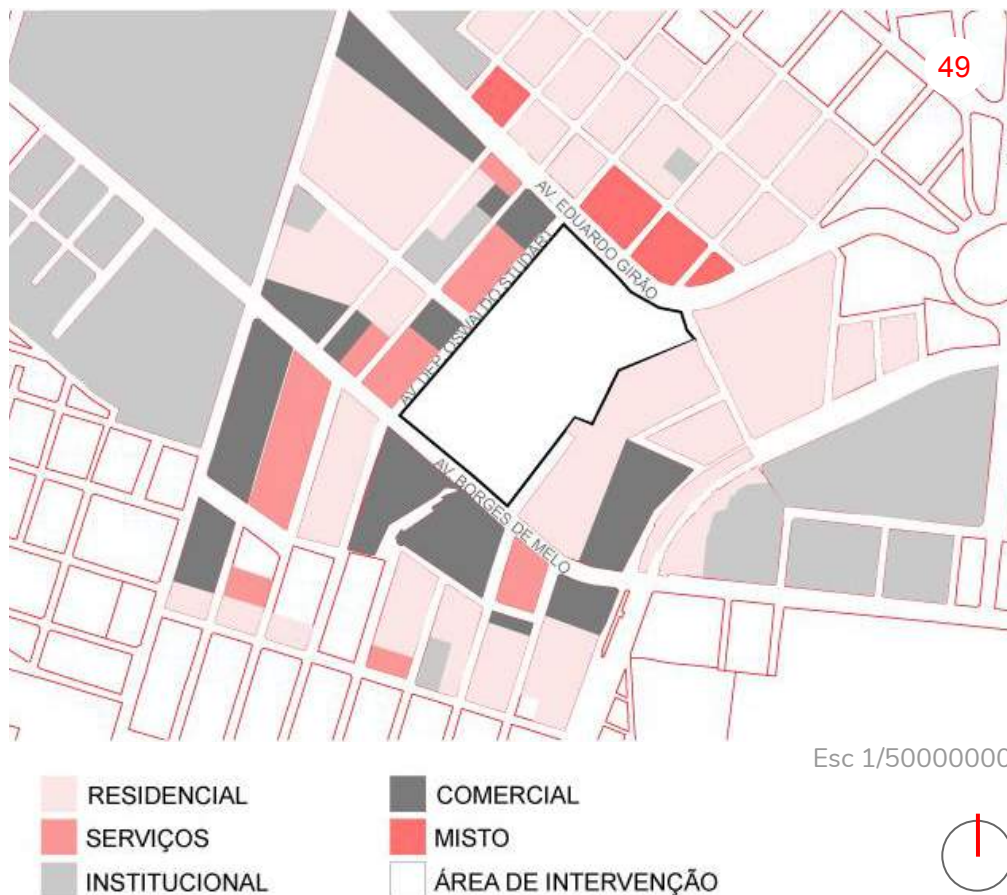 49
AV. EDUARDO GIRÃO
AV. DEP. OSWALDO STUDART
AV. BORGES DE MELO
Esc 1/50000000
RESIDENCIAL
COMERCIAL
SERVIÇOS
MISTO
INSTITUCIONAL
ÁREA DE INTERVENÇÃO